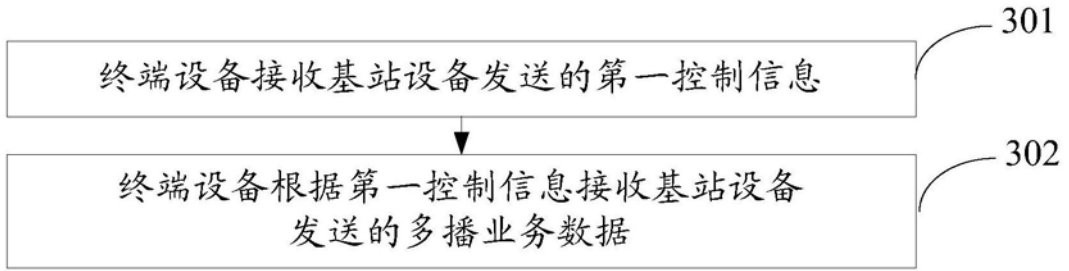 301
终端设备接收基站设备发送的第一控制信息
302
终端设备根据第一控制信息接收基站设备
发送的多播业务数据